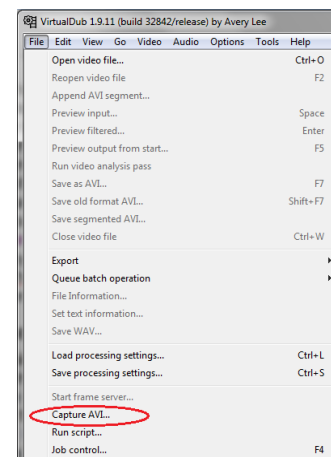 VirtualDub 1.9.11 (build 32842/release) by Avery Lee
File Edit View Go Video Audio Options Tools Help
Open video file... Ctrl+O
Reopen video file F2
Append AVI segment...
Preview input... Space
Preview filtered... Enter
Preview output from start... F5
Run video analysis pass
Save as AVI... F7
Save old format AVI... Shift+F7
Save segmented AVI...
Close video file Ctrl+W
Export
Queue batch operation
File Information...
Set text information...
Save WAV...
Load processing settings... Ctrl+L
Save processing settings... Ctrl+S
Start frame server...
Capture AVI...
Run script...
Job control... F4